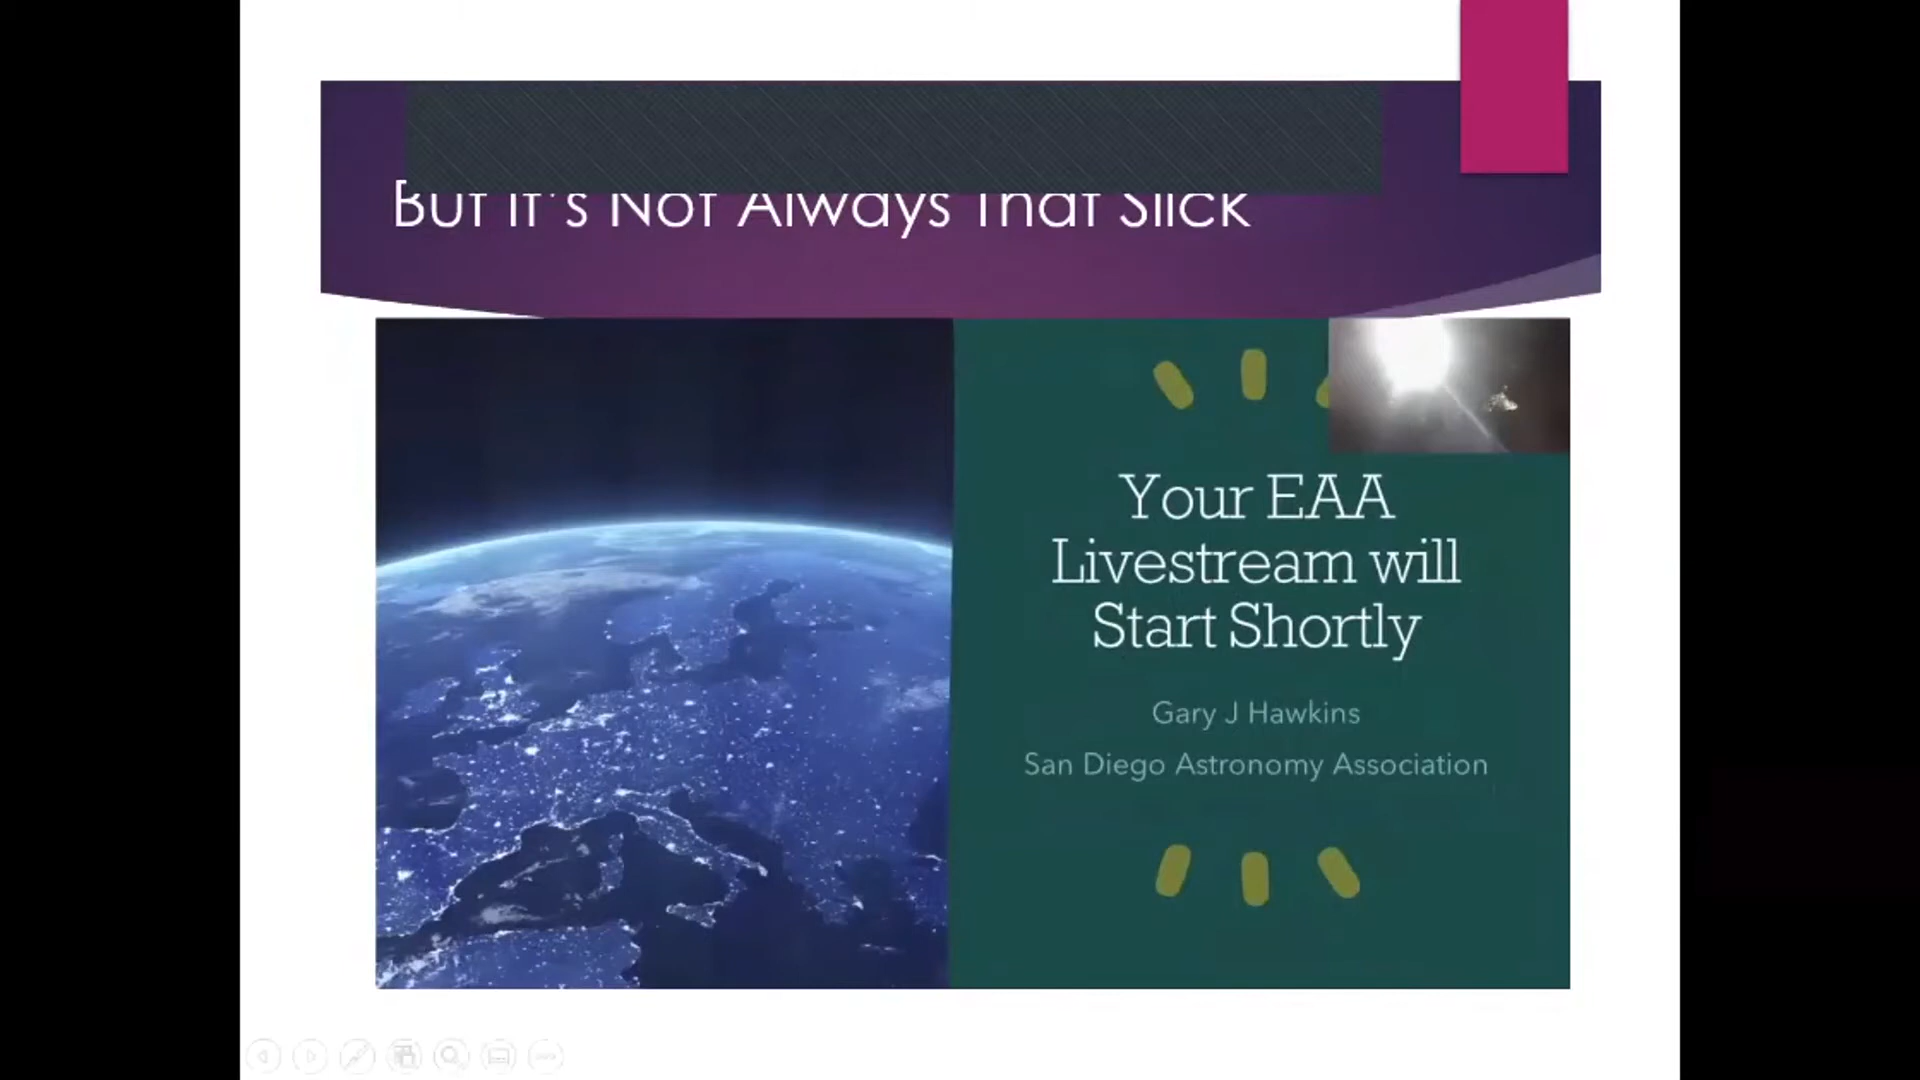 But It's Not Always That Slick
Your EAA
Livestream will
Start Shortly
Gary J Hawkins
San Diego Astronomy Association